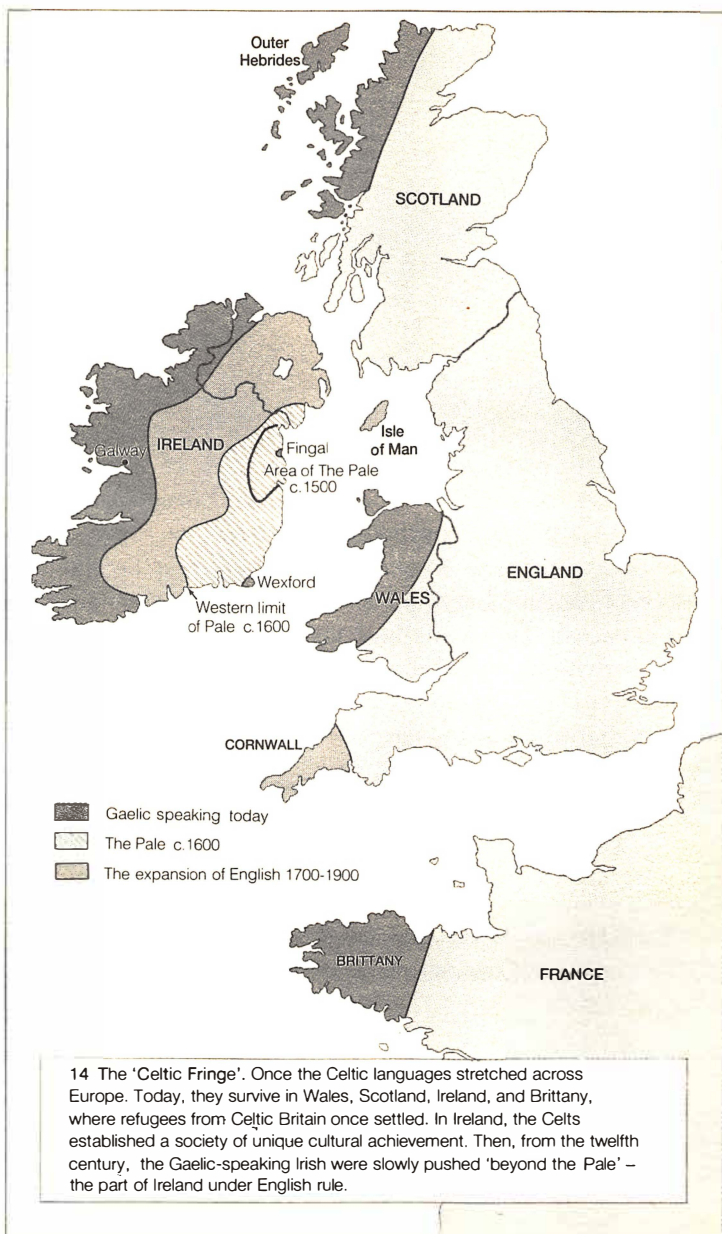 Outer
Hebrides
SCOTLAND
IRELAND
Galway
Fingal
Area of The Pale
c.1500
Isle
of Man
Wexford
Western limit
of Pale c.1600
WALES
ENGLAND
CORNWALL
Gaelic speaking today
The Pale c.1600
The expansion of English 1700-1900
BRITTANY
FRANCE
14 The 'Celtic Fringe'. Once the Celtic languages stretched across
Europe. Today, they survive in Wales, Scotland, Ireland, and Brittany,
where refugees from Celtic Britain once settled. In Ireland, the Celts
established a society of unique cultural achievement. Then, from the twelfth
century, the Gaelic-speaking Irish were slowly pushed 'beyond the Pale' –
the part of Ireland under English rule.